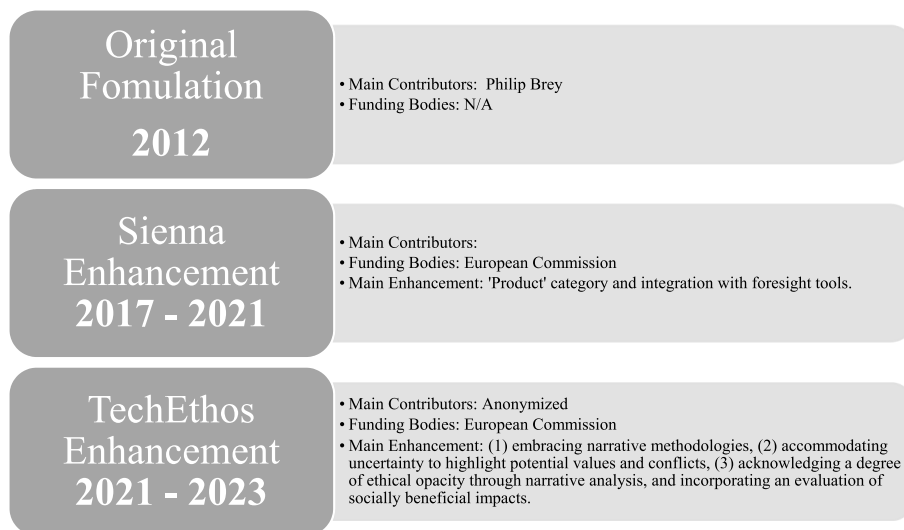 Original
Fomulation
2012
• Main Contributors:  Philip Brey
• Funding Bodies: N/A
Sienna
Enhancement
2017 - 2021
• Main Contributors:
• Funding Bodies: European Commission
• Main Enhancement: 'Product' category and integration with foresight tools.
TechEthos
Enhancement
2021 - 2023
• Main Contributors: Anonymized
• Funding Bodies: European Commission
• Main Enhancement: (1) embracing narrative methodologies, (2) accommodating
uncertainty to highlight potential values and conflicts, (3) acknowledging a degree
of ethical opacity through narrative analysis, and incorporating an evaluation of
socially beneficial impacts.